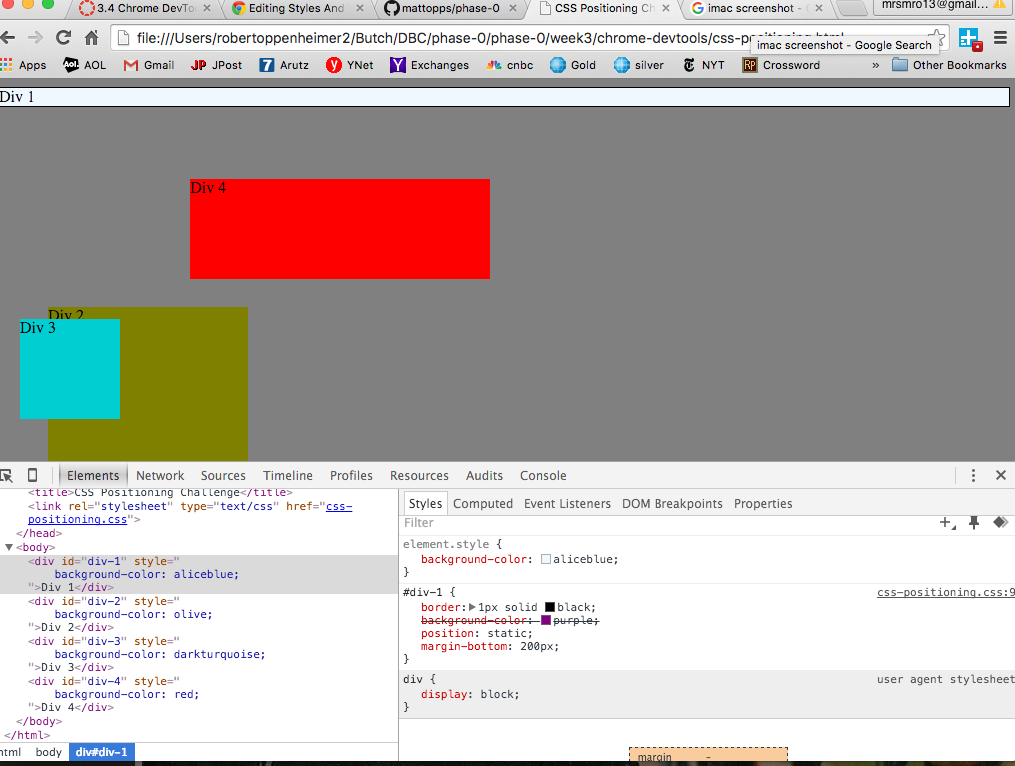 3.4 Chrome DevTo × Editing Styles And × mattopps/phase-0 × CSS Positioning Ch × imac screenshot - G × mrsmro13@gmail...
file:///Users/robertoppenheimer2/Butch/DBC/phase-0/phase-0/week3/chrome-devtools/css-positioning.html
imac screenshot - Google Search
Apps Aol. AOL Gmail JP JPost 7 Arutz y YNet Y Exchanges cnbc Gold silver NYT RP Crossword » Other Bookmarks
Div 1
Div 4
Div 2
Div 3
Elements Network Sources Timeline Profiles Resources Audits Console
<title>CSS Positioning Challenge</title>
<link rel="stylesheet" type="text/css" href="css-
positioning.css">
</head>
▼<body>
<div id="div-1" style="
background-color: aliceblue;
">Div 1</div>
<div id="div-2" style="
background-color: olive;
">Div 2</div>
<div id="div-3" style="
background-color: darkturquoise;
">Div 3</div>
<div id="div-4" style="
background-color: red;
">Div 4</div>
</body>
</html>
html body div#div-1
Styles Computed Event Listeners DOM Breakpoints Properties
Filter
element.style {
background-color: aliceblue;
}
#div-1 { css-positioning.css:9
border:▶1px solid black;
background-color: purple;
position: static;
margin-bottom: 200px;
}
div { user agent stylesheet
display: block;
}
margin -